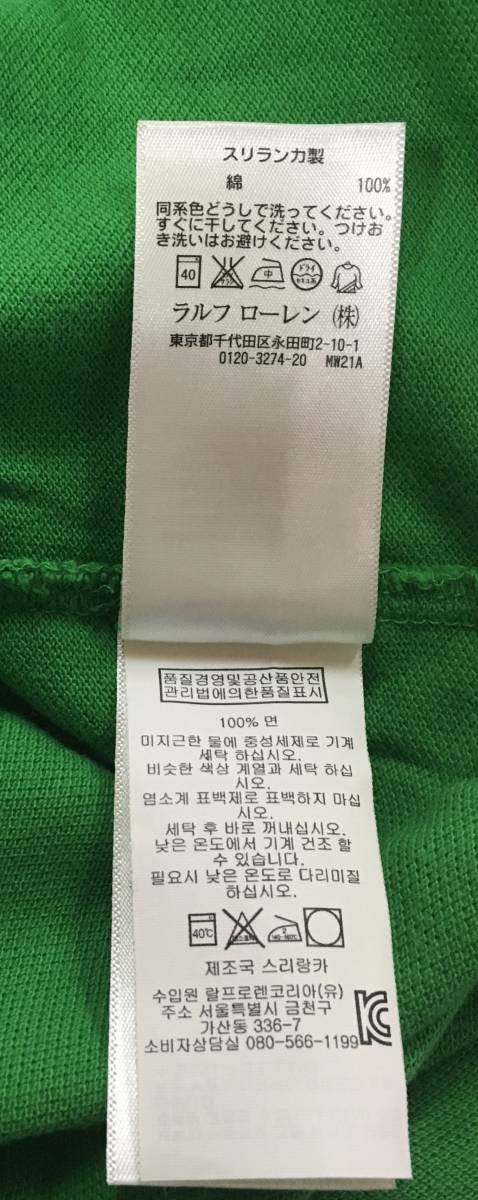 スリランカ製
綿 100%
同系色どうしで洗ってください。
すぐに干してください。つけお
き洗いはお避けください。
40 中 ドライ
ラルフ ローレン (株)
東京都千代田区永田町2-10-1
0120-3274-20 MW21A
품질경영및공산품안전
관리법에의한품질표시
100% 면
미지근한 물에 중성세제로 기계
세탁 하십시오.
비슷한 색상 계열과 세탁 하십
시오.
염소계 표백제로 표백하지 마십
시오.
세탁 후 바로 꺼내십시오.
낮은 온도에서 기계 건조 할
수 있습니다.
필요시 낮은 온도로 다리미질
하십시오.
40℃ 2
제조국 스리랑카
수입원 랄프로렌코리아(유)
주소 서울특별시 금천구
가산동 336-7
소비자상담실 080-566-1199